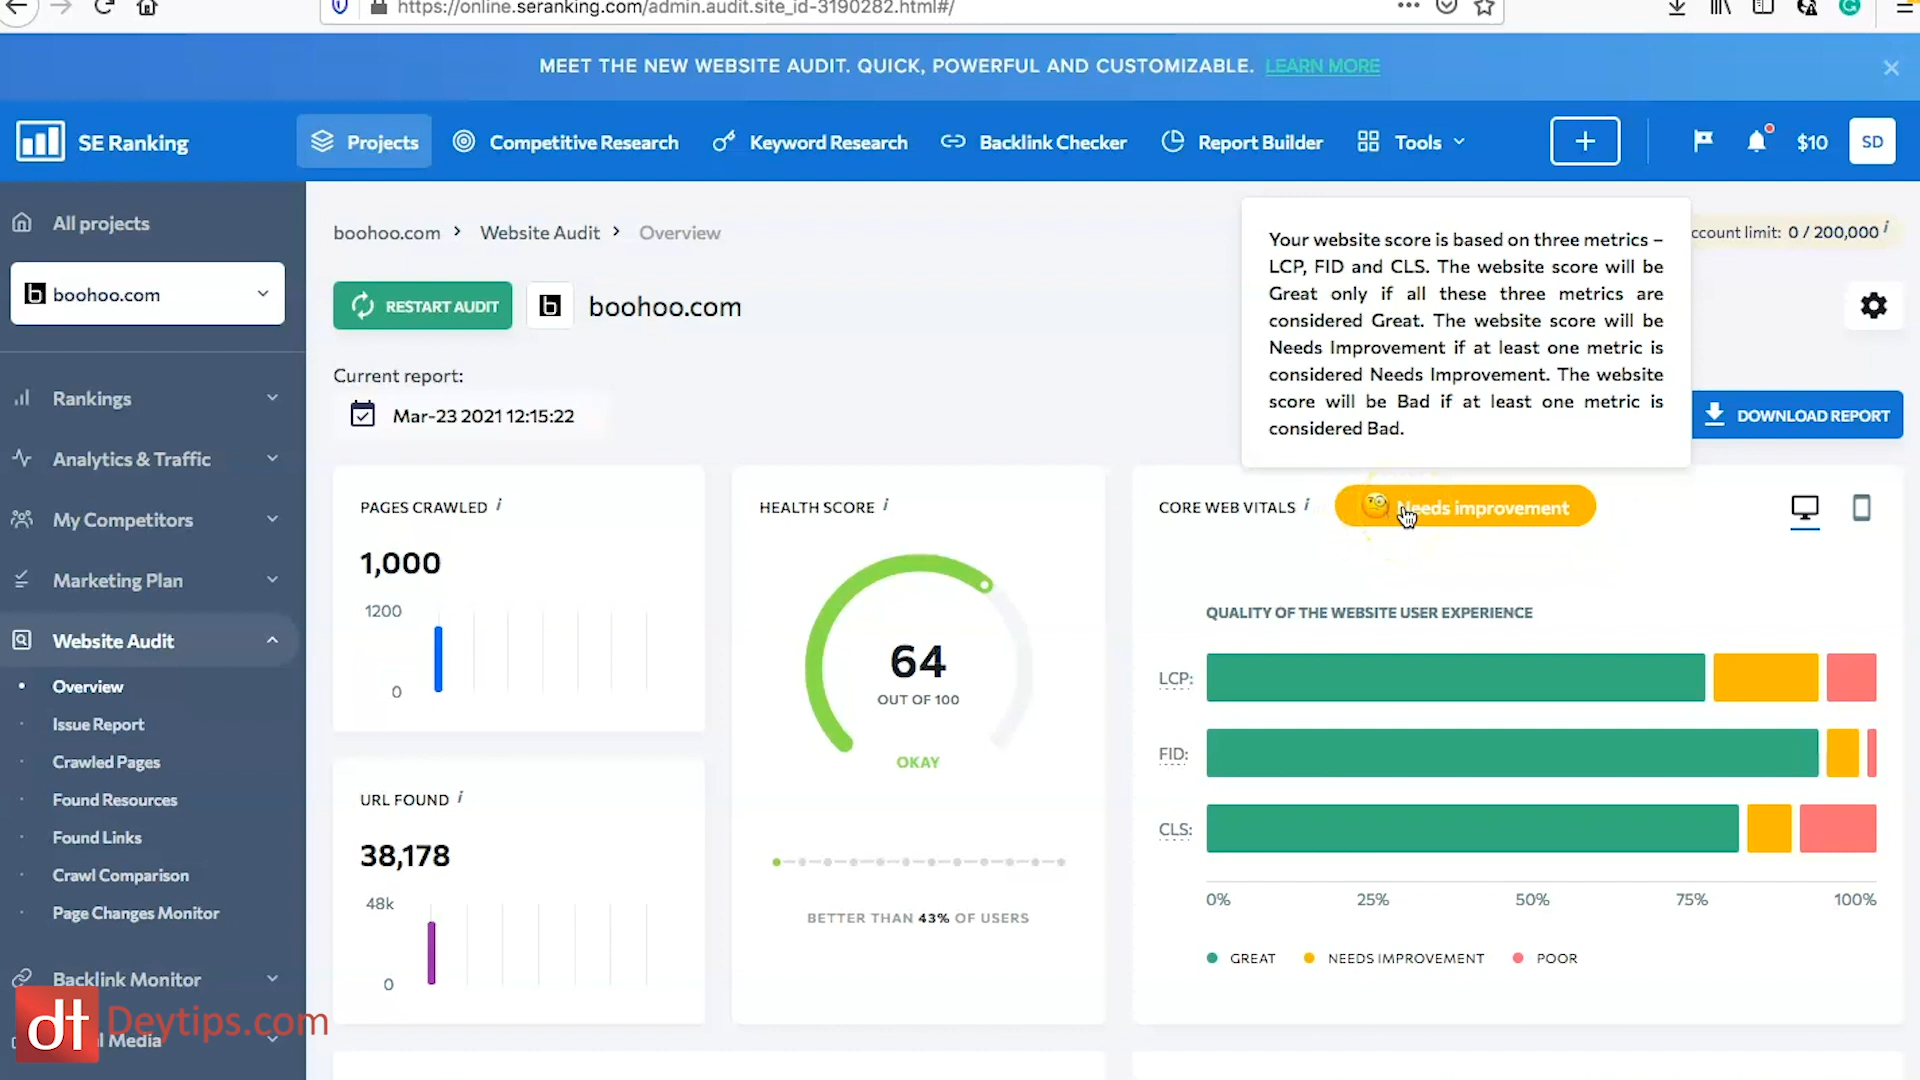 https://online.seranking.com/admin.audit.site_id-3190282.html#/
MEET THE NEW WEBSITE AUDIT. QUICK, POWERFUL AND CUSTOMIZABLE. LEARN MORE
SE Ranking
Projects
Competitive Research
Keyword Research
Backlink Checker
Report Builder
Tools
$10
SD
All projects
boohoo.com
Rankings
Analytics & Traffic
My Competitors
Marketing Plan
Website Audit
Overview
Issue Report
Crawled Pages
Found Resources
Found Links
Crawl Comparison
Page Changes Monitor
Backlink Monitor
Media
dt Deytips.com
boohoo.com > Website Audit > Overview
ccount limit: 0 / 200,000 i
RESTART AUDIT
b boohoo.com
Current report:
Mar-23 2021 12:15:22
Your website score is based on three metrics –
LCP, FID and CLS. The website score will be
Great only if all these three metrics are
considered Great. The website score will be
Needs Improvement if at least one metric is
considered Needs Improvement. The website
score will be Bad if at least one metric is
considered Bad.
DOWNLOAD REPORT
PAGES CRAWLED i
1,000
1200
0
URL FOUND i
38,178
48k
0
HEALTH SCORE i
64
OUT OF 100
OKAY
BETTER THAN 43% OF USERS
CORE WEB VITALS i
Needs improvement
QUALITY OF THE WEBSITE USER EXPERIENCE
LCP:
FID:
CLS:
0% 25% 50% 75% 100%
GREAT NEEDS IMPROVEMENT POOR